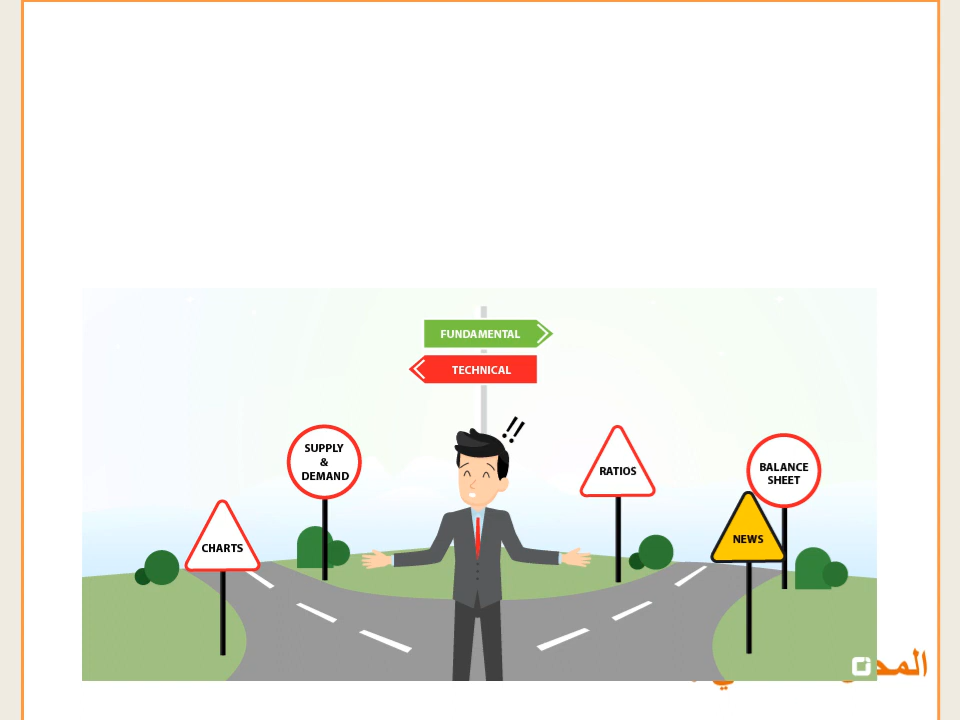 FUNDAMENTAL
TECHNICAL
SUPPLY
&
DEMAND
CHARTS
RATIOS
BALANCE
SHEET
NEWS